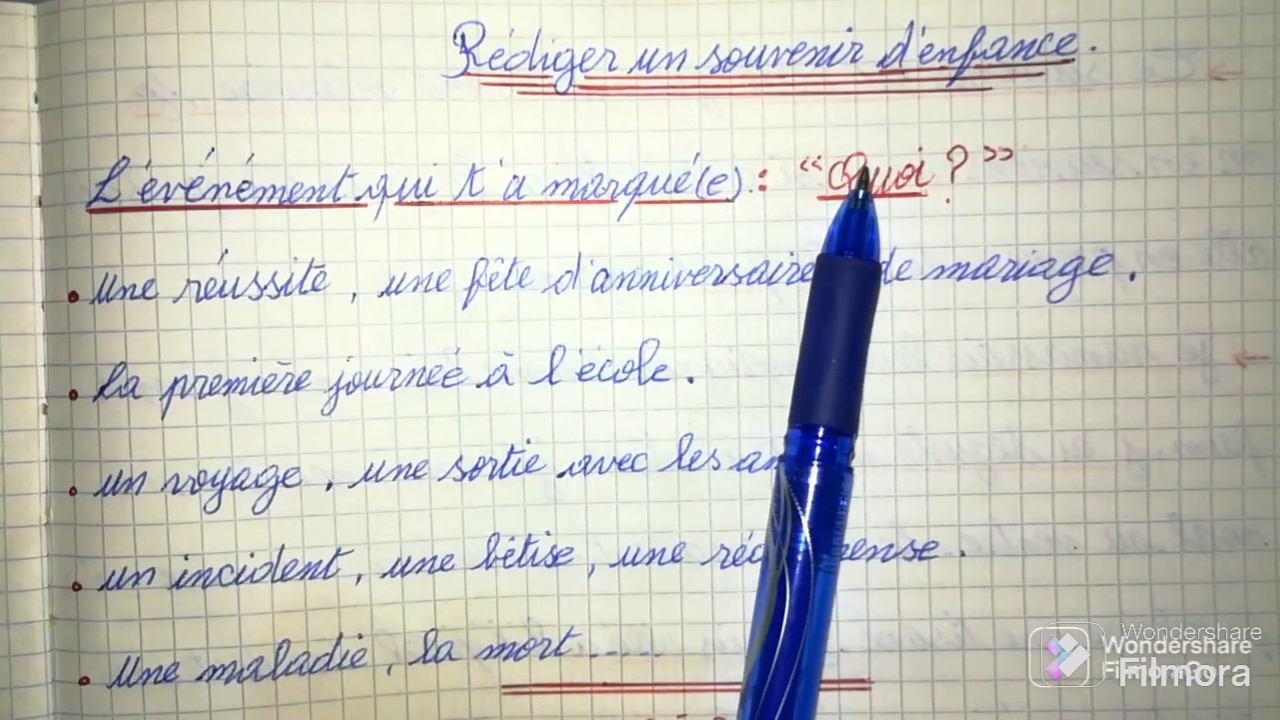 Rédiger un souvenir d'enfance.
L'événement qui t'a marqué(e) : "Quoi ?"
• Une réussite, une fête d'anniversaire de mariage.
• La première journée à l'école.
• un voyage, une sortie avec les
• un incident, une bêtise, une
• Une maladie, la mort.....
Wondershare
Filmora
Wondershare